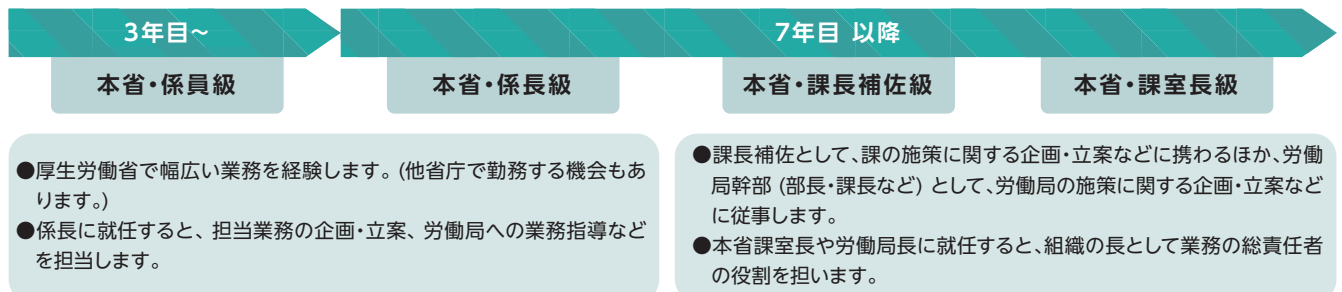 3年目～
7年目 以降
本省・係員級
本省・係長級
本省・課長補佐級
本省・課室長級
●厚生労働省で幅広い業務を経験します。(他省庁で勤務する機会もあ
ります。)
●係長に就任すると、担当業務の企画・立案、労働局への業務指導など
を担当します。
●課長補佐として、課の施策に関する企画・立案などに携わるほか、労働
局幹部 (部長・課長など) として、労働局の施策に関する企画・立案など
に従事します。
●本省課室長や労働局長に就任すると、組織の長として業務の総責任者
の役割を担います。